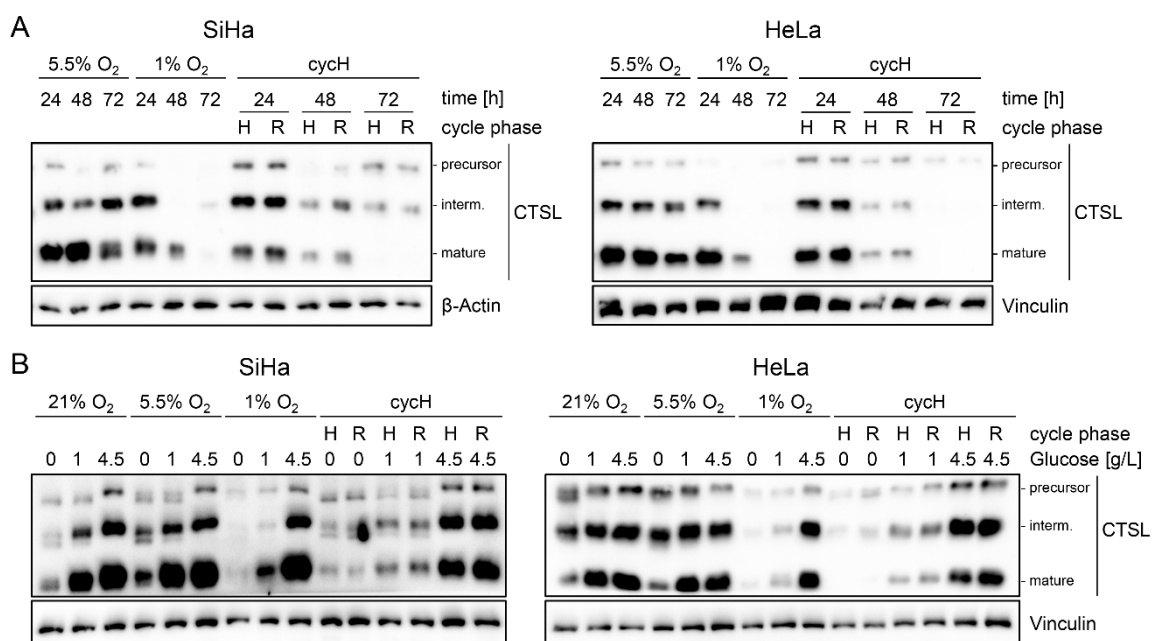 A
SiHa
HeLa
5.5% O₂ 1% O₂ cycH
5.5% O₂ 1% O₂ cycH
24 48 72 24 48 72 24 48 72 time [h] 24 48 72 24 48 72 24 48 72
H R H R H R cycle phase H R H R H R
precursor
interm.
mature
CTSL
precursor
interm.
mature
CTSL
β-Actin
Vinculin
B
SiHa
HeLa
21% O₂ 5.5% O₂ 1% O₂ cycH
21% O₂ 5.5% O₂ 1% O₂ cycH
H R H R H R H R H R H R cycle phase
0 1 4.5 0 1 4.5 0 1 4.5 0 0 1 1 4.5 4.5 0 1 4.5 0 1 4.5 0 1 4.5 0 0 1 1 4.5 4.5 Glucose [g/L]
precursor
interm.
mature
CTSL
Vinculin